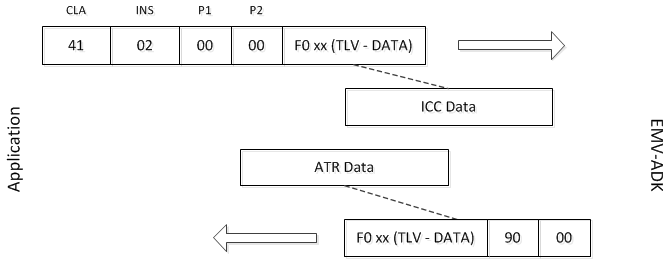 CLA INS P1 P2
41 02 00 00 F0 xx (TLV - DATA)
ICC Data
Application
EMV-ADK
ATR Data
F0 xx (TLV - DATA) 90 00